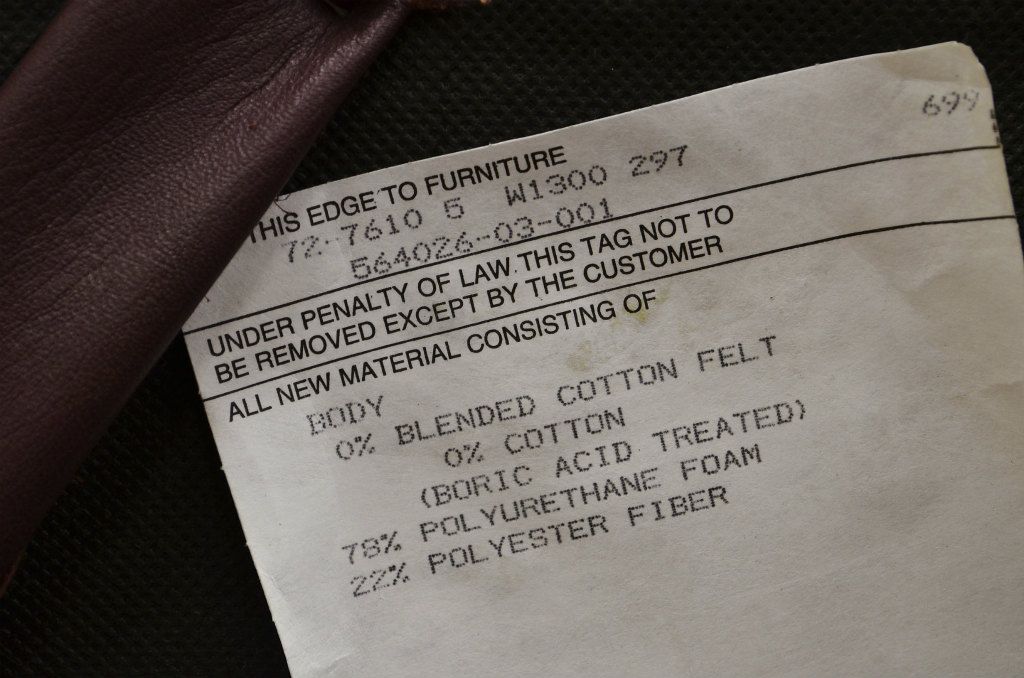 699
THIS EDGE TO FURNITURE
72-7610 5 W1300 297
564026-03-001
UNDER PENALTY OF LAW THIS TAG NOT TO
BE REMOVED EXCEPT BY THE CUSTOMER
ALL NEW MATERIAL CONSISTING OF
BODY
0% BLENDED COTTON FELT
0% COTTON
(BORIC ACID TREATED)
78% POLYURETHANE FOAM
22% POLYESTER FIBER